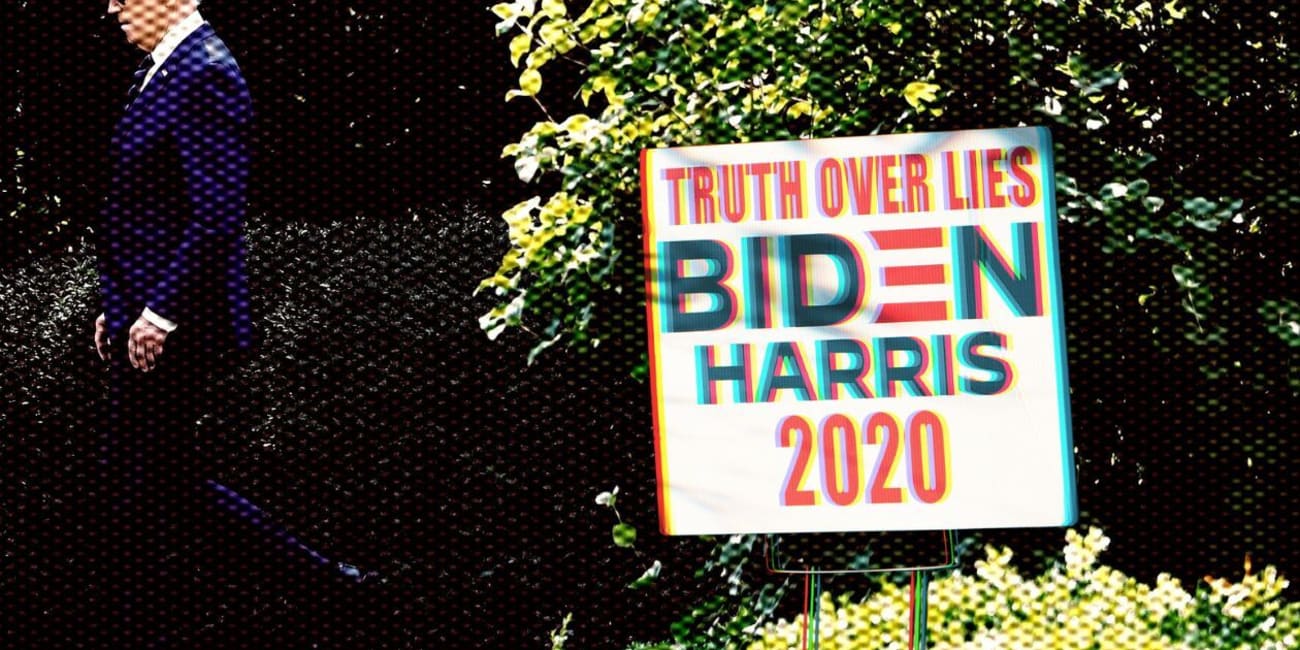 TRUTH OVER LIES
BIDEN
HARRIS
2020